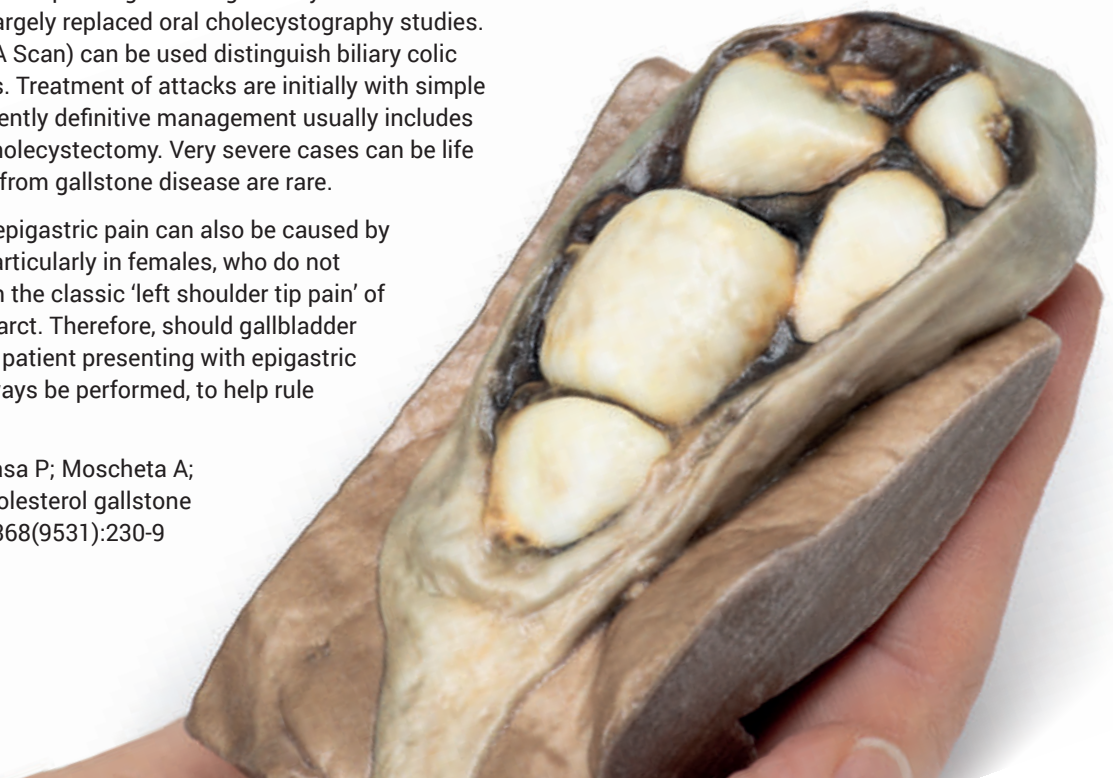 argely replaced oral cholecystography studies.
A Scan) can be used distinguish biliary colic
s. Treatment of attacks are initially with simple
ently definitive management usually includes
holecystectomy. Very severe cases can be life
from gallstone disease are rare.
epigastric pain can also be caused by
articularly in females, who do not
n the classic ‘left shoulder tip pain’ of
arct. Therefore, should gallbladder
patient presenting with epigastric
ays be performed, to help rule
asa P; Moscheta A;
olesterol gallstone
368(9531):230-9